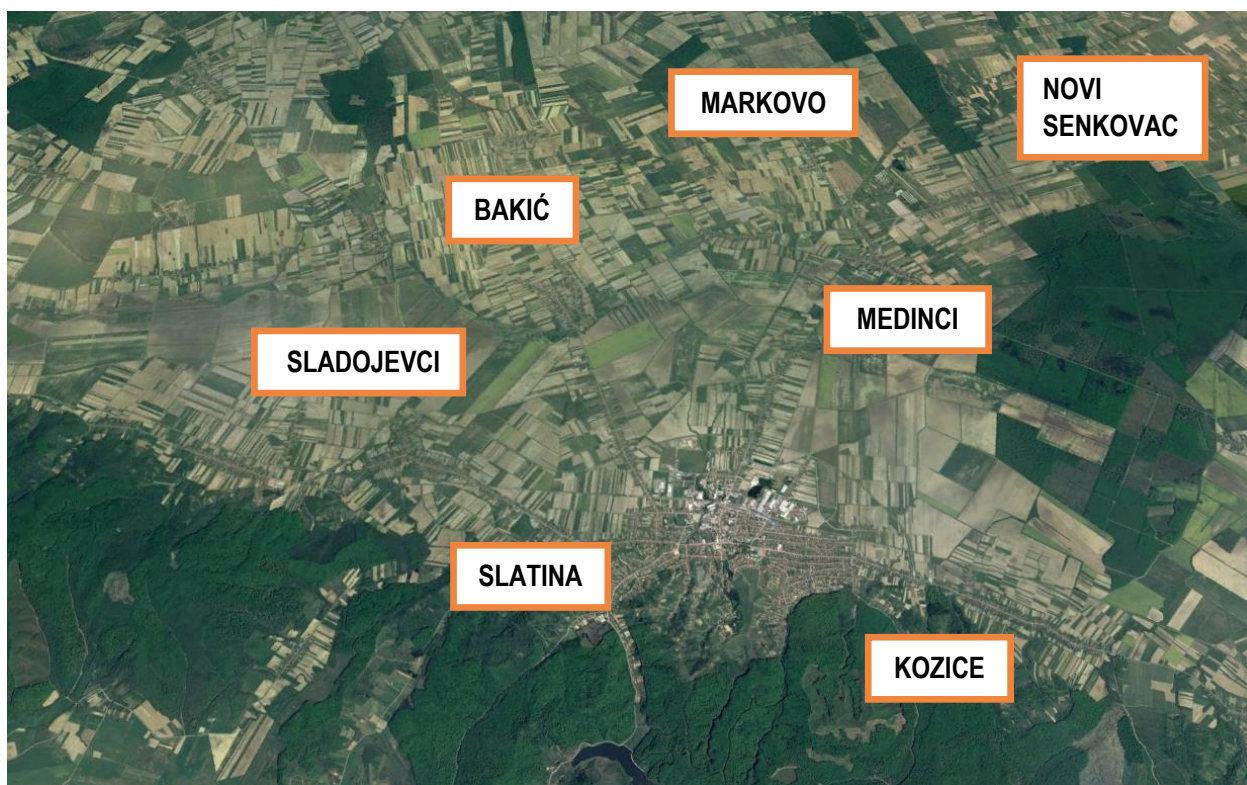 MARKOVO
NOVI
SENKOVAC
BAKIĆ
MEDINCI
SLADOJEVCI
SLATINA
KOZICE